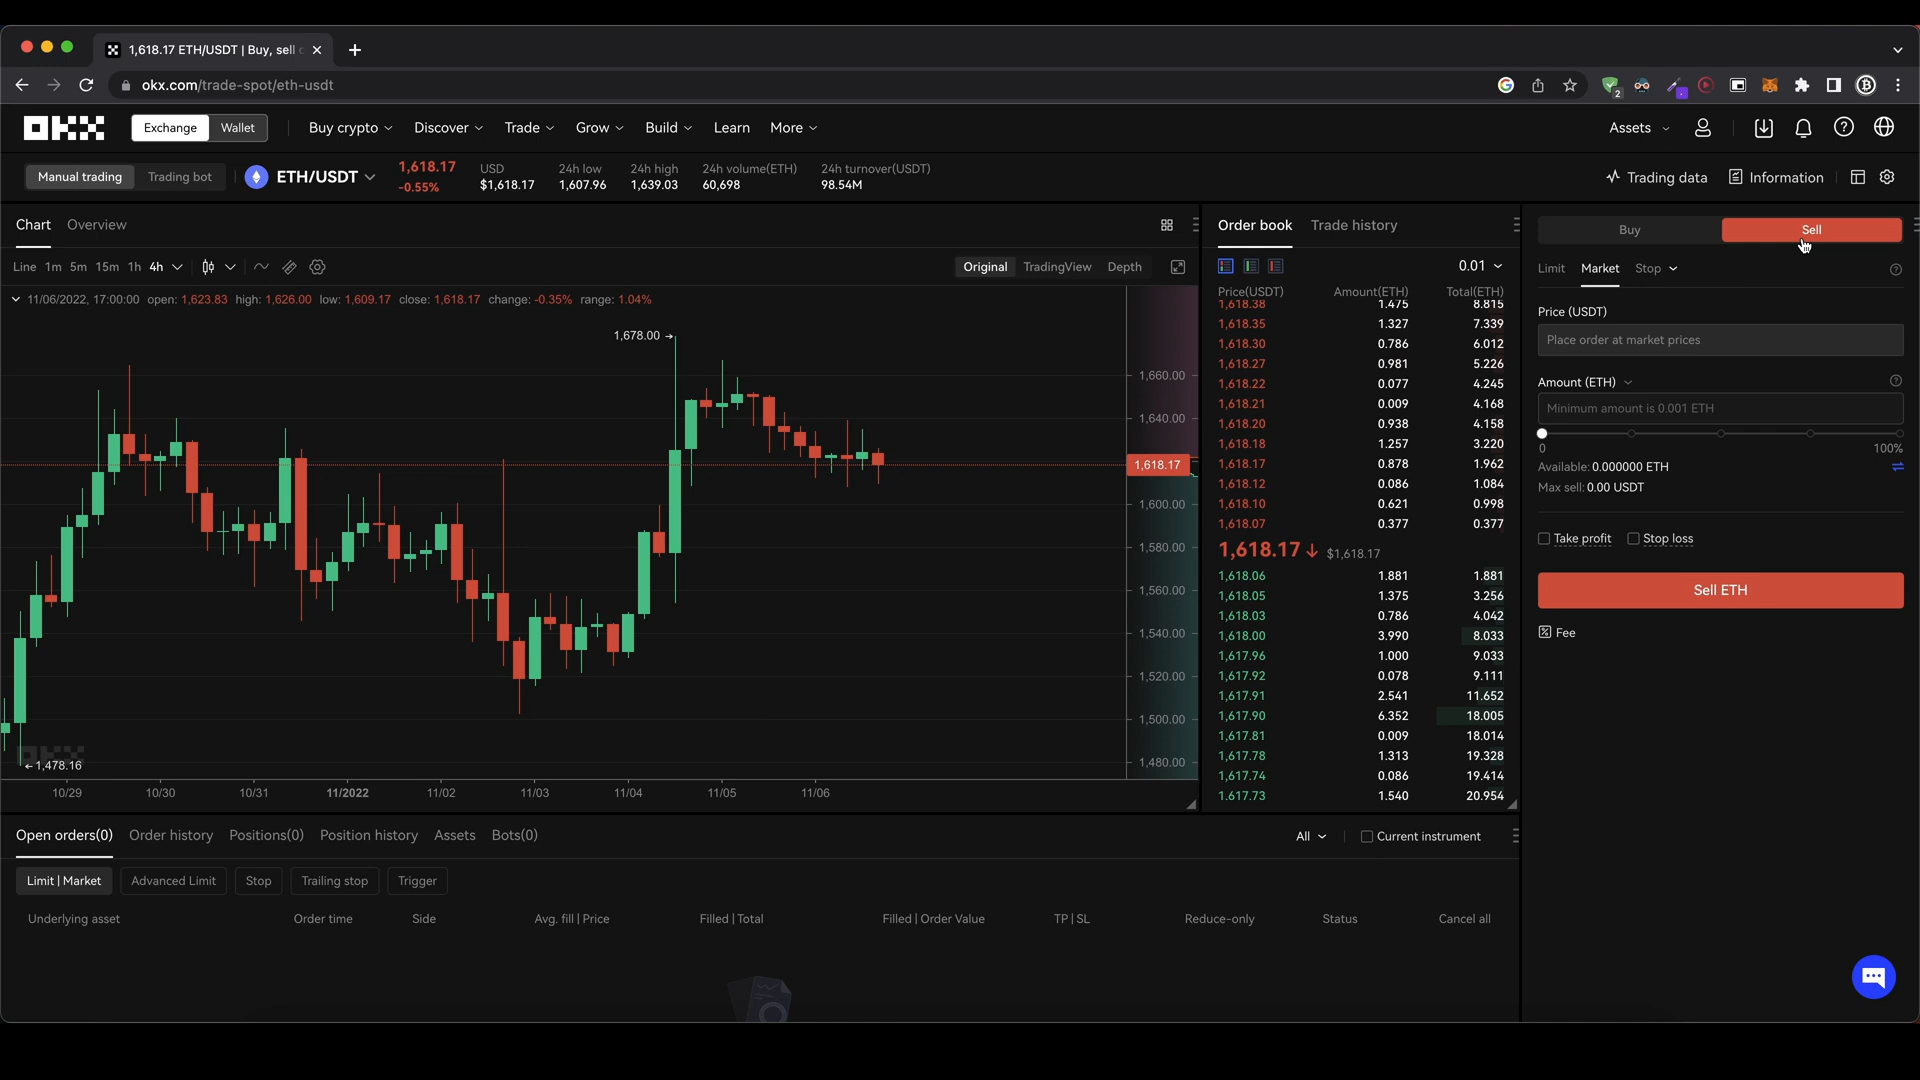 1,618.17 ETH/USDT | Buy, sell
okx.com/trade-spot/eth-usdt
2
OKX Exchange Wallet Buy crypto Discover Trade Grow Build Learn More Assets
Manual trading Trading bot ETH/USDT 1,618.17 -0.55% USD $1,618.17 24h low 1,607.96 24h high 1,639.03 24h volume(ETH) 60,698 24h turnover(USDT) 98.54M Trading data Information
Chart Overview
Line 1m 5m 15m 1h 4h Original TradingView Depth
11/06/2022, 17:00:00 open: 1,623.83 high: 1,626.00 low: 1,609.17 close: 1,618.17 change: -0.35% range: 1.04%
1,678.00 →
1,660.00
1,640.00
1,618.17
1,600.00
1,580.00
1,560.00
1,540.00
1,520.00
1,500.00
1,480.00
OKX
←1,478.16
10/29 10/30 10/31 11/2022 11/02 11/03 11/04 11/05 11/06
Order book Trade history
0.01
Price(USDT) Amount(ETH) Total(ETH)
1,618.38 1.475 8.815
1,618.35 1.327 7.339
1,618.30 0.786 6.012
1,618.27 0.981 5.226
1,618.22 0.077 4.245
1,618.21 0.009 4.168
1,618.20 0.938 4.158
1,618.18 1.257 3.220
1,618.17 0.878 1.962
1,618.12 0.086 1.084
1,618.10 0.621 0.998
1,618.07 0.377 0.377
1,618.17↓ $1,618.17
1,618.06 1.881 1.881
1,618.05 1.375 3.256
1,618.03 0.786 4.042
1,618.00 3.990 8.033
1,617.96 1.000 9.033
1,617.92 0.078 9.111
1,617.91 2.541 11.652
1,617.90 6.352 18.005
1,617.81 0.009 18.014
1,617.78 1.313 19.328
1,617.74 0.086 19.414
1,617.73 1.540 20.954
Buy Sell
Limit Market Stop
Price (USDT)
Place order at market prices
Amount (ETH)
Minimum amount is 0.001 ETH
0 100%
Available: 0.000000 ETH
Max sell: 0.00 USDT
Take profit Stop loss
Sell ETH
Fee
Open orders(0) Order history Positions(0) Position history Assets Bots(0) All Current instrument
Limit | Market Advanced Limit Stop Trailing stop Trigger
Underlying asset Order time Side Avg. fill | Price Filled | Total Filled | Order Value TP | SL Reduce-only Status Cancel all